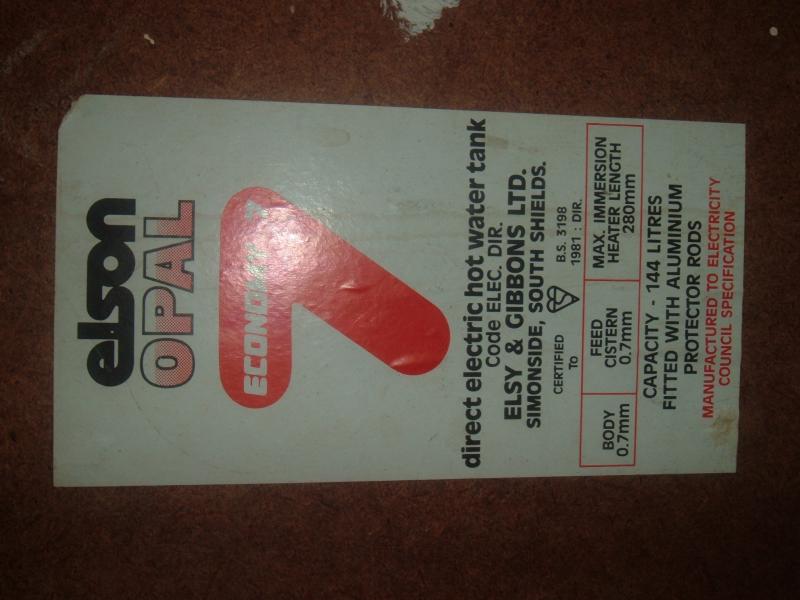 elson
OPAL
ECONOMY 7
direct electric hot water tank
Code ELEC. DIR.
ELSY & GIBBONS LTD.
SIMONSIDE, SOUTH SHIELDS.
CERTIFIED B.S. 3198
To 1981 : DIR.
BODY
0.7mm
FEED
CISTERN
0.7mm
MAX. IMMERSION
HEATER LENGTH
280mm
CAPACITY - 144 LITRES
FITTED WITH ALUMINIUM
PROTECTOR RODS
MANUFACTURED TO ELECTRICITY
COUNCIL SPECIFICATION